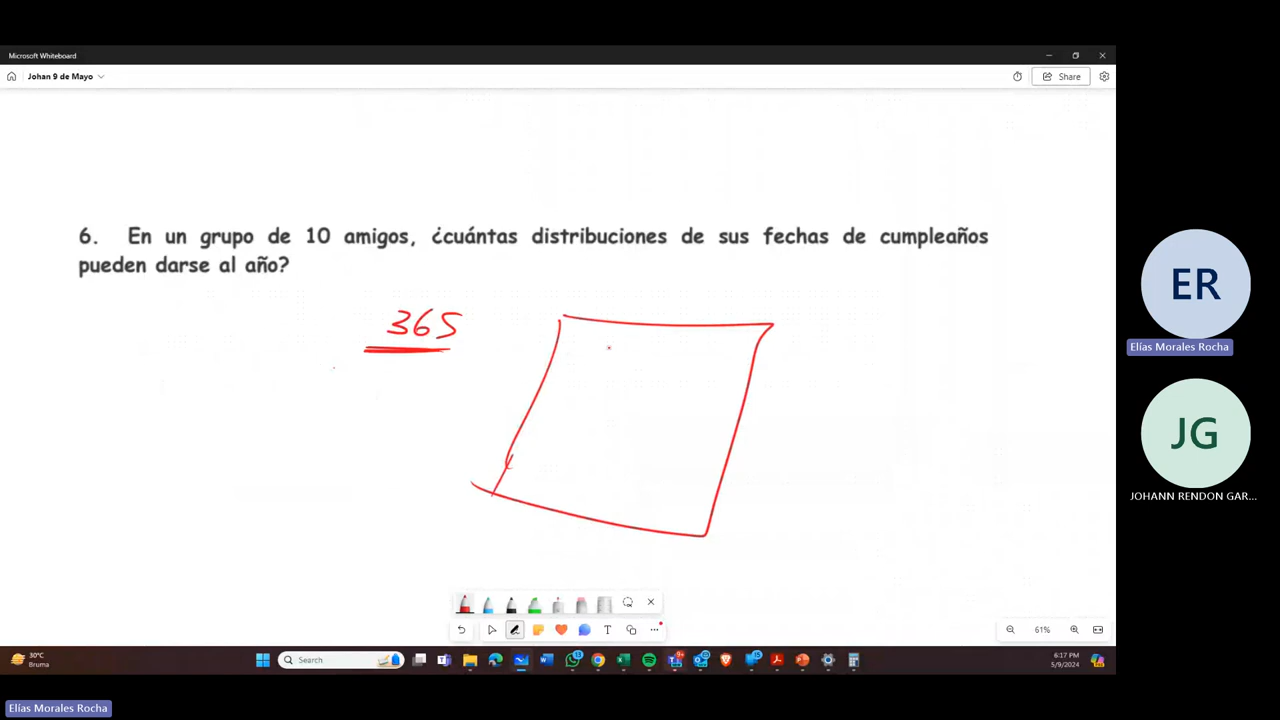 Microsoft Whiteboard
Johan 9 de Mayo
Share
6. En un grupo de 10 amigos, ¿cuántas distribuciones de sus fechas de cumpleaños
pueden darse al año?
365
ER
Elías Morales Rocha
JG
JOHANN RENDON GAR...
61%
30°C
Bruma
Search
6:17 PM
5/9/2024
Elías Morales Rocha